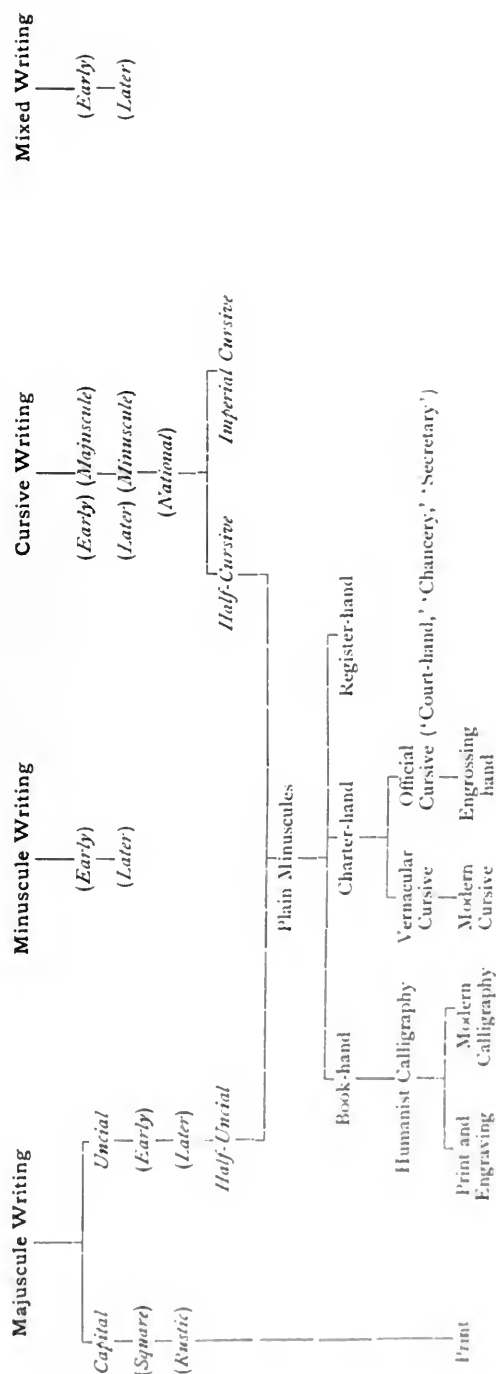 Majuscule Writing
Minuscule Writing
Cursive Writing
Mixed Writing
Capital
Uncial
(Early)
(Early) (Majuscule)
(Early)
(Square)
(Early)
(Later)
(Later) (Minuscule)
(Later)
(Rustic)
(Later)
(National)
Half-Uncial
Half-Cursive
Imperial Cursive
Plain Minuscules
Book-hand
Charter-hand
Register-hand
Humanist Calligraphy
Vernacular
Cursive
Official
Cursive ('Court-hand,' 'Chancery,' 'Secretary')
Print
Print and
Engraving
Modern
Calligraphy
Modern
Cursive
Engrossing
hand